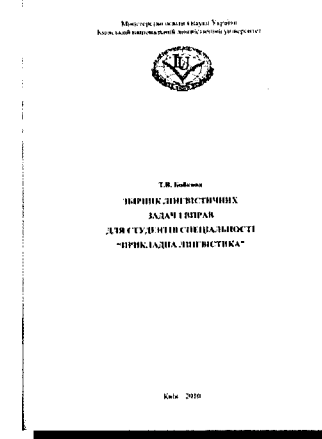 Міністерство освіти і науки України
Київський національний лінгвістичний університет
Т.В.
ЗБІРНИК ЛІНГВІСТИЧНИХ
ЗАДАЧ І ВПРАВ
ДЛЯ СТУДЕНТІВ СПЕЦІАЛЬНОСТІ
“ПРИКЛАДНА ЛІНГВІСТИКА”
Київ 2010